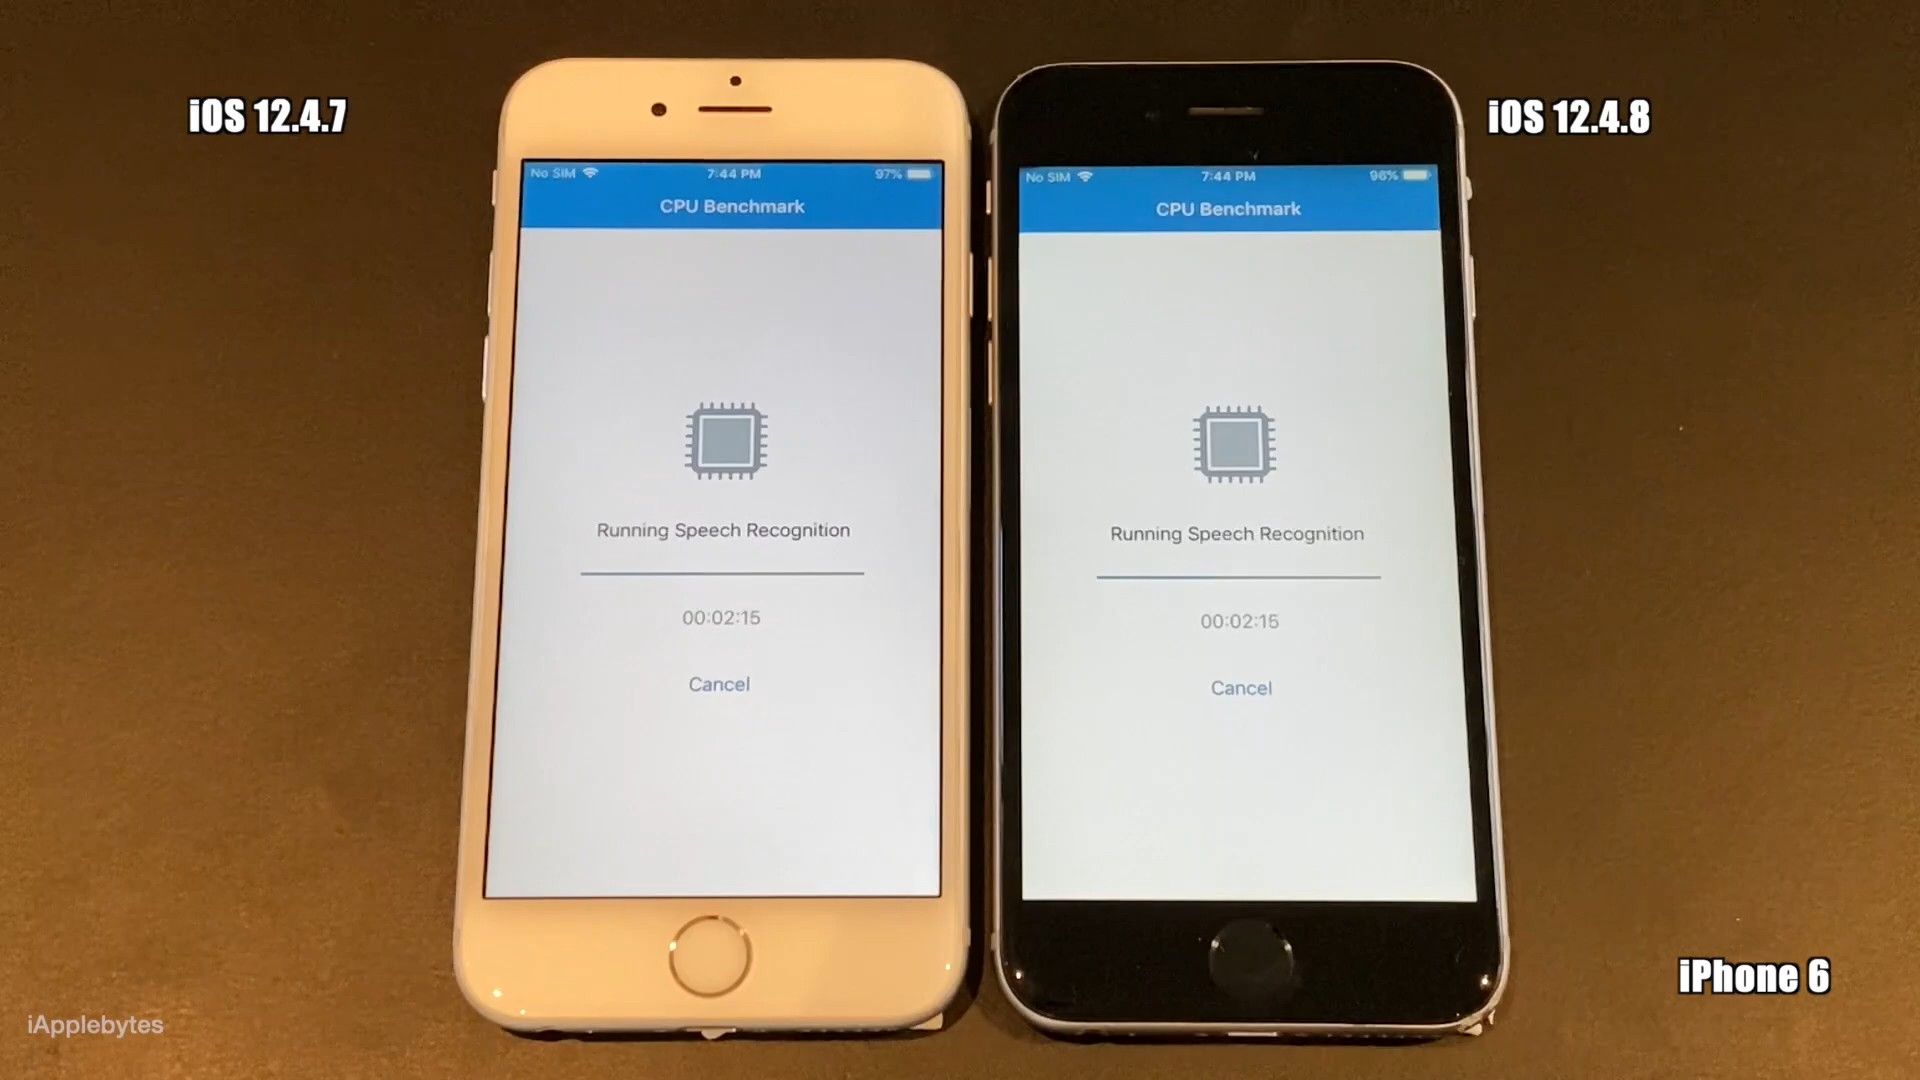 iOS 12.4.7
iOS 12.4.8
No SIM 7:44 PM 97%
CPU Benchmark
Running Speech Recognition
00:02:15
Cancel
No SIM 7:44 PM 96%
CPU Benchmark
Running Speech Recognition
00:02:15
Cancel
iPhone 6
iApplebytes